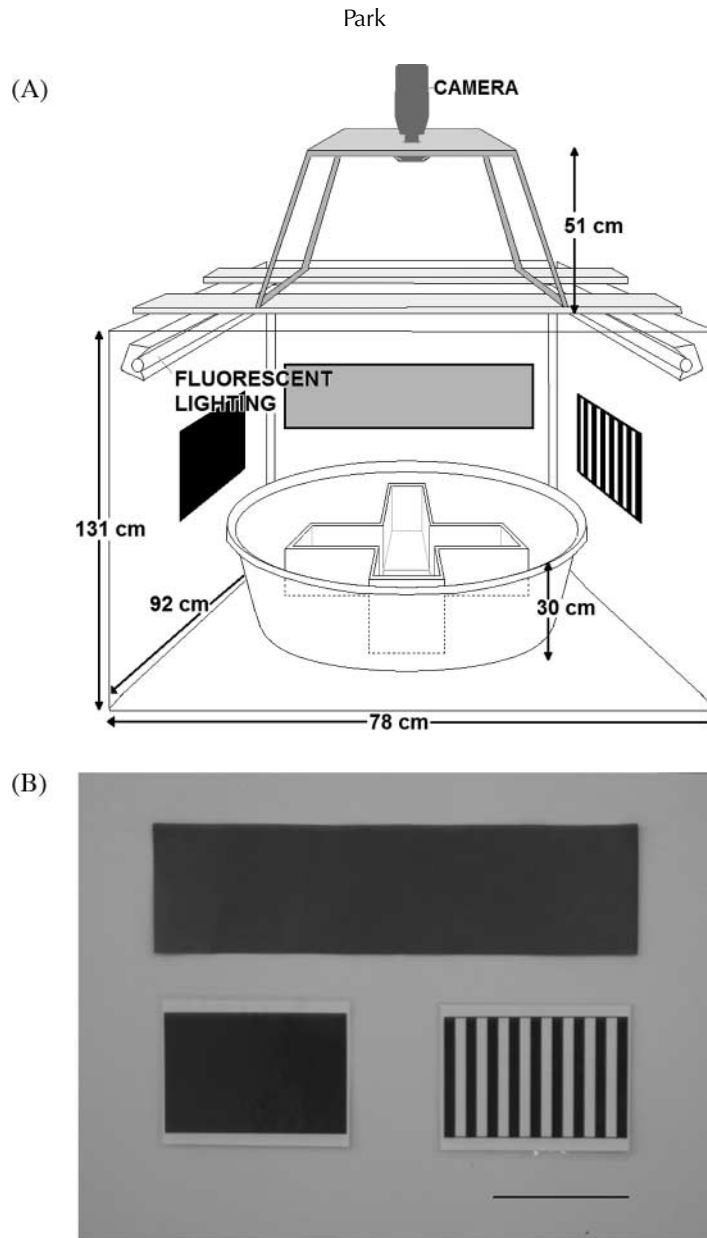 Park
(A)
CAMERA
51 cm
FLUORESCENT
LIGHTING
131 cm
92 cm
30 cm
78 cm
(B)